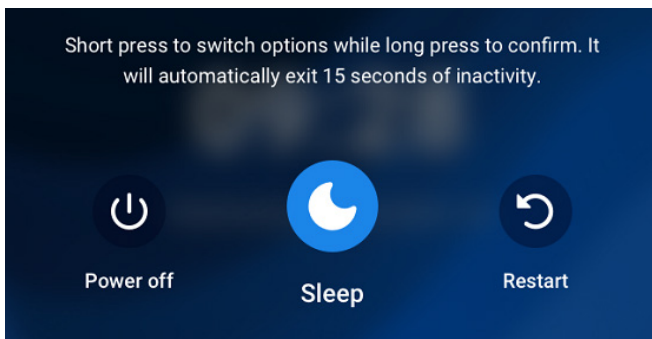 Short press to switch options while long press to confirm. It
will automatically exit 15 seconds of inactivity.
Power off
Sleep
Restart